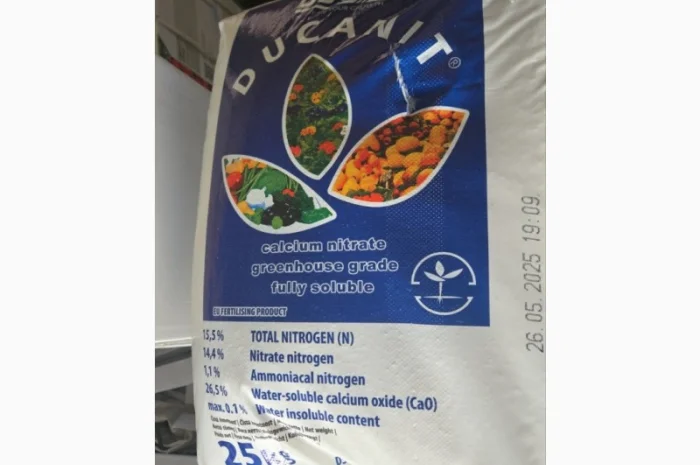 DUCANIT®
calcium nitrate
greenhouse grade
fully soluble
EU FERTILISING PRODUCT
15,5 % TOTAL NITROGEN (N)
14,4 % Nitrate nitrogen
1,1 % Ammoniacal nitrogen
26,5 % Water-soluble calcium oxide (CaO)
max. 0.1 % Water insoluble content
Net weight
25 kg
26. 05. 2025 19: 09